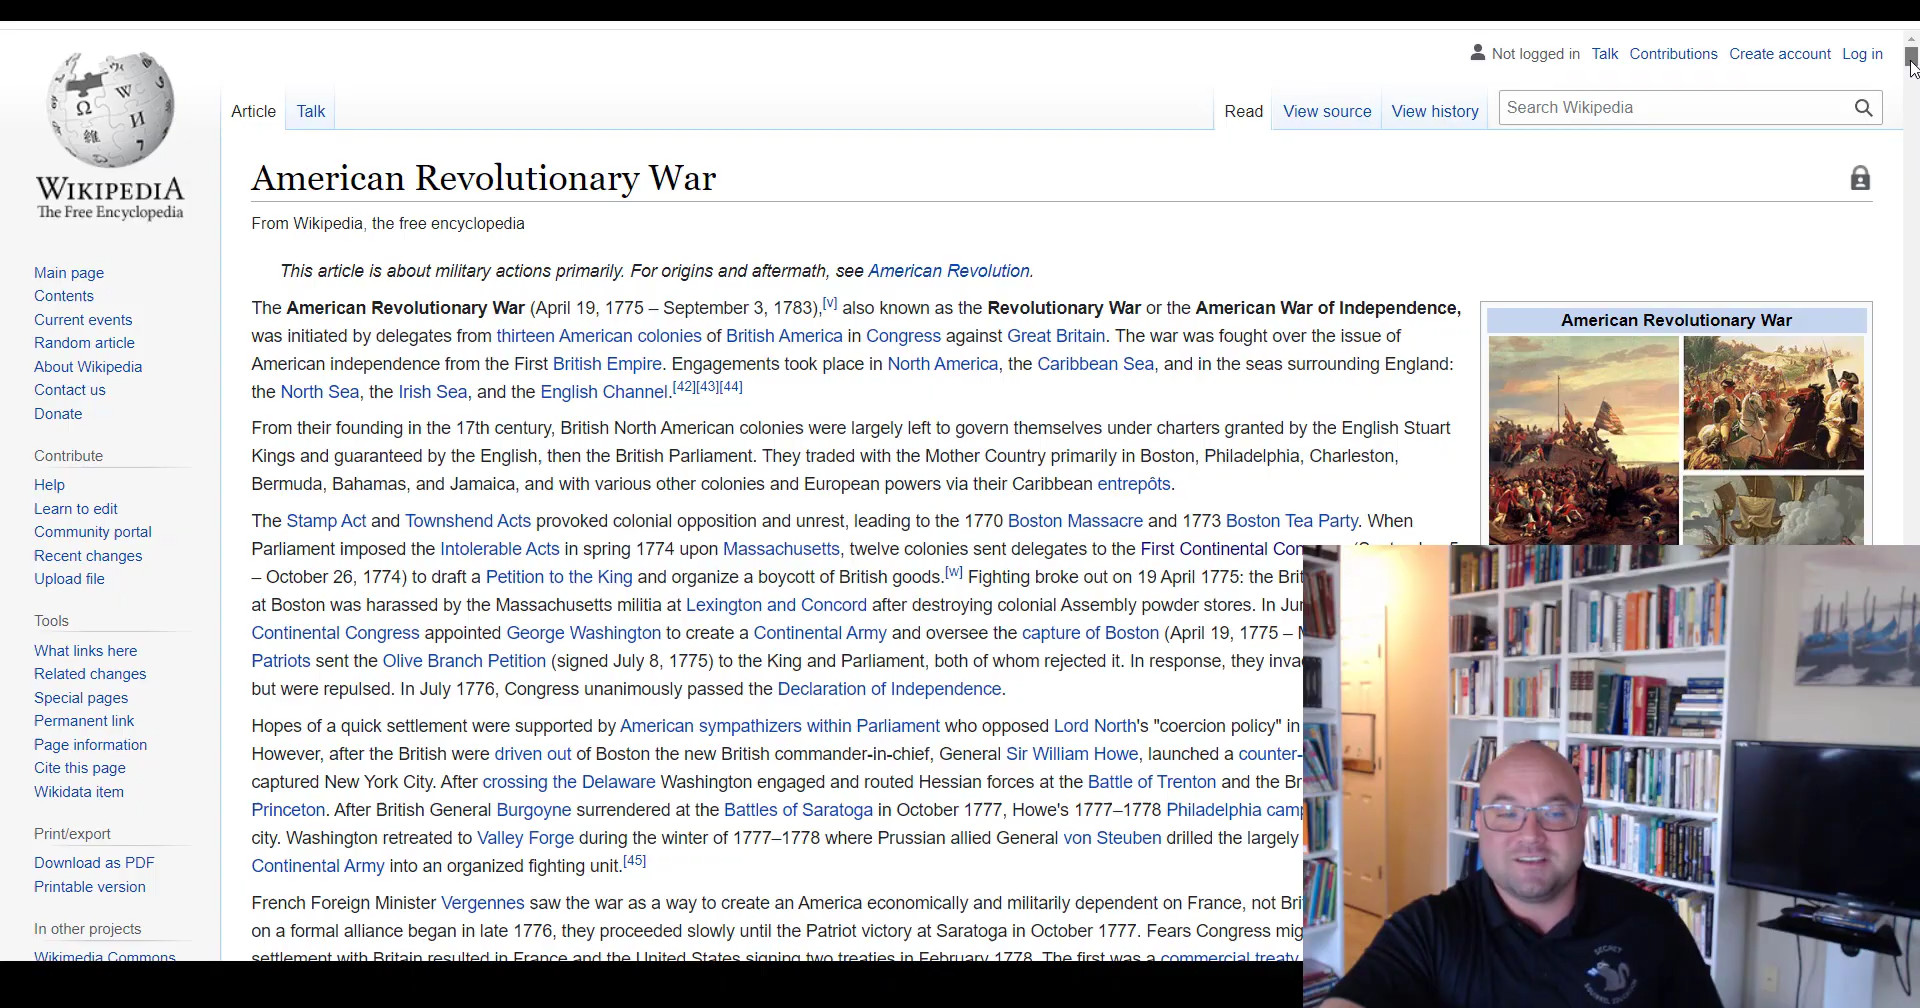 Not logged in Talk Contributions Create account Log in
Article Talk
Read View source View history Search Wikipedia
WIKIPEDIA
The Free Encyclopedia
Main page
Contents
Current events
Random article
About Wikipedia
Contact us
Donate
Contribute
Help
Learn to edit
Community portal
Recent changes
Upload file
Tools
What links here
Related changes
Special pages
Permanent link
Page information
Cite this page
Wikidata item
Print/export
Download as PDF
Printable version
In other projects
Wikimedia Commons
American Revolutionary War
From Wikipedia, the free encyclopedia
This article is about military actions primarily. For origins and aftermath, see American Revolution.
The American Revolutionary War (April 19, 1775 – September 3, 1783),[v] also known as the Revolutionary War or the American War of Independence,
was initiated by delegates from thirteen American colonies of British America in Congress against Great Britain. The war was fought over the issue of
American independence from the First British Empire. Engagements took place in North America, the Caribbean Sea, and in the seas surrounding England:
the North Sea, the Irish Sea, and the English Channel.[42][43][44]
From their founding in the 17th century, British North American colonies were largely left to govern themselves under charters granted by the English Stuart
Kings and guaranteed by the English, then the British Parliament. They traded with the Mother Country primarily in Boston, Philadelphia, Charleston,
Bermuda, Bahamas, and Jamaica, and with various other colonies and European powers via their Caribbean entrepôts.
The Stamp Act and Townshend Acts provoked colonial opposition and unrest, leading to the 1770 Boston Massacre and 1773 Boston Tea Party. When
Parliament imposed the Intolerable Acts in spring 1774 upon Massachusetts, twelve colonies sent delegates to the First Continental Con
– October 26, 1774) to draft a Petition to the King and organize a boycott of British goods.[w] Fighting broke out on 19 April 1775: the Brit
at Boston was harassed by the Massachusetts militia at Lexington and Concord after destroying colonial Assembly powder stores. In Jun
Continental Congress appointed George Washington to create a Continental Army and oversee the capture of Boston (April 19, 1775 –
Patriots sent the Olive Branch Petition (signed July 8, 1775) to the King and Parliament, both of whom rejected it. In response, they inva
but were repulsed. In July 1776, Congress unanimously passed the Declaration of Independence.
Hopes of a quick settlement were supported by American sympathizers within Parliament who opposed Lord North's "coercion policy" in
However, after the British were driven out of Boston the new British commander-in-chief, General Sir William Howe, launched a counter-
captured New York City. After crossing the Delaware Washington engaged and routed Hessian forces at the Battle of Trenton and the Br
Princeton. After British General Burgoyne surrendered at the Battles of Saratoga in October 1777, Howe's 1777–1778 Philadelphia camp
city. Washington retreated to Valley Forge during the winter of 1777–1778 where Prussian allied General von Steuben drilled the largely
Continental Army into an organized fighting unit.[45]
French Foreign Minister Vergennes saw the war as a way to create an America economically and militarily dependent on France, not Bri
on a formal alliance began in late 1776, they proceeded slowly until the Patriot victory at Saratoga in October 1777. Fears Congress mig
settlement with Britain resulted in France and the United States signing two treaties in February 1778. The first was a commercial treaty
American Revolutionary War
SECRET